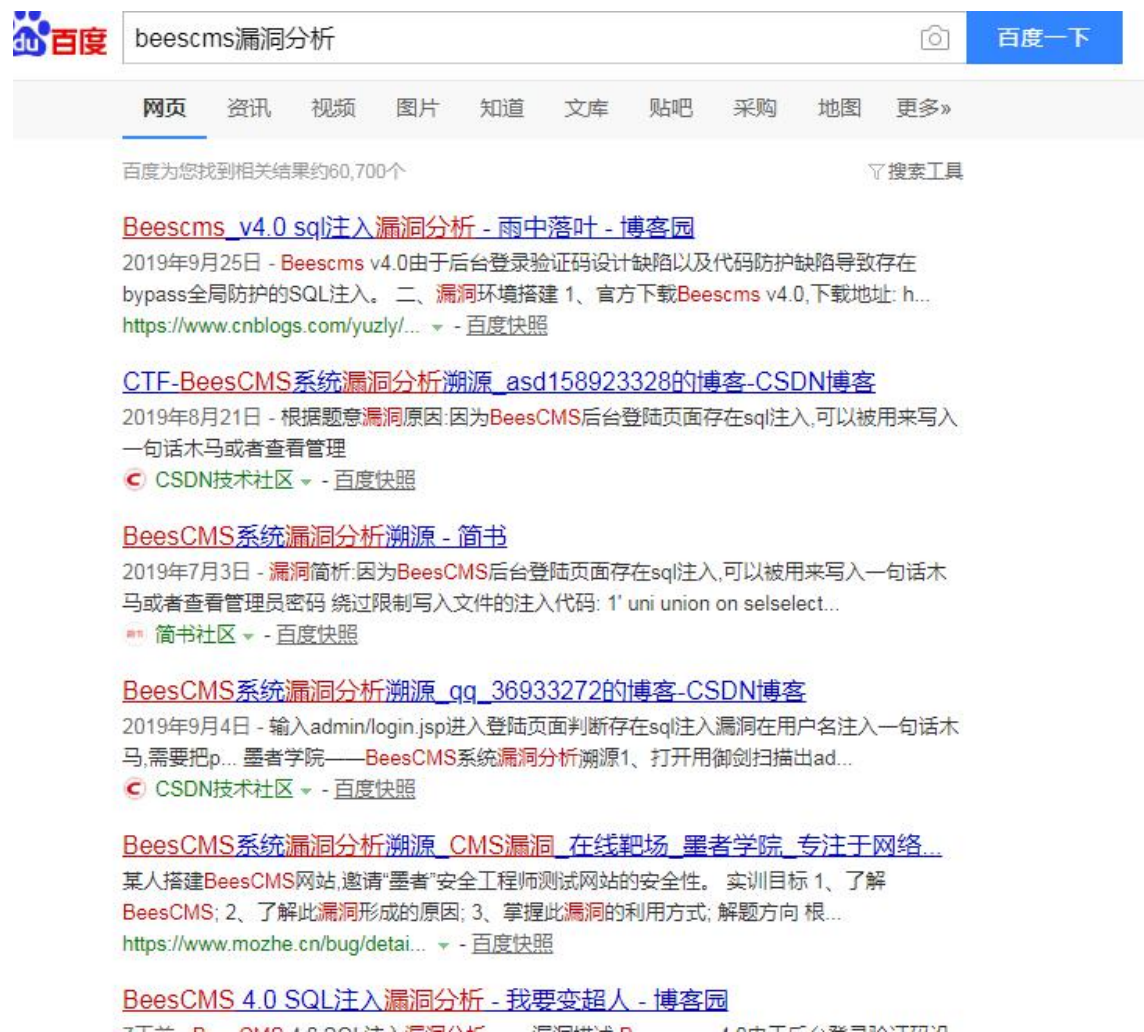 du百度 beescms漏洞分析 百度一下
网页 资讯 视频 图片 知道 文库 贴吧 采购 地图 更多»
百度为您找到相关结果约60,700个 搜索工具
Beescms_v4.0 sql注入漏洞分析 - 雨中落叶 - 博客园
2019年9月25日 - Beescms v4.0由于后台登录验证码设计缺陷以及代码防护缺陷导致存在
bypass全局防护的SQL注入。 二、漏洞环境搭建 1、官方下载Beescms v4.0,下载地址: h...
https://www.cnblogs.com/yuzly/... - 百度快照
CTF-BeesCMS系统漏洞分析溯源_asd158923328的博客-CSDN博客
2019年8月21日 - 根据题意漏洞原因:因为BeesCMS后台登陆页面存在sql注入,可以被用来写入
一句话木马或者查看管理
CSDN技术社区 - 百度快照
BeesCMS系统漏洞分析溯源 - 简书
2019年7月3日 - 漏洞简析:因为BeesCMS后台登陆页面存在sql注入,可以被用来写入一句话木
马或者查看管理员密码 绕过限制写入文件的注入代码: 1' uni union on selselect...
简书社区 - 百度快照
BeesCMS系统漏洞分析溯源_qq_36933272的博客-CSDN博客
2019年9月4日 - 输入admin/login.jsp进入登陆页面判断存在sql注入漏洞在用户名注入一句话木
马,需要把p... 墨者学院——BeesCMS系统漏洞分析溯源1、打开用御剑扫描出ad...
CSDN技术社区 - 百度快照
BeesCMS系统漏洞分析溯源_CMS漏洞_在线靶场_墨者学院_专注于网络...
某人搭建BeesCMS网站,邀请“墨者”安全工程师测试网站的安全性。 实训目标 1、了解
BeesCMS; 2、了解此漏洞形成的原因; 3、掌握此漏洞的利用方式; 解题方向 根...
https://www.mozhe.cn/bug/detai... - 百度快照
BeesCMS 4.0 SQL注入漏洞分析 - 我要变超人 - 博客园